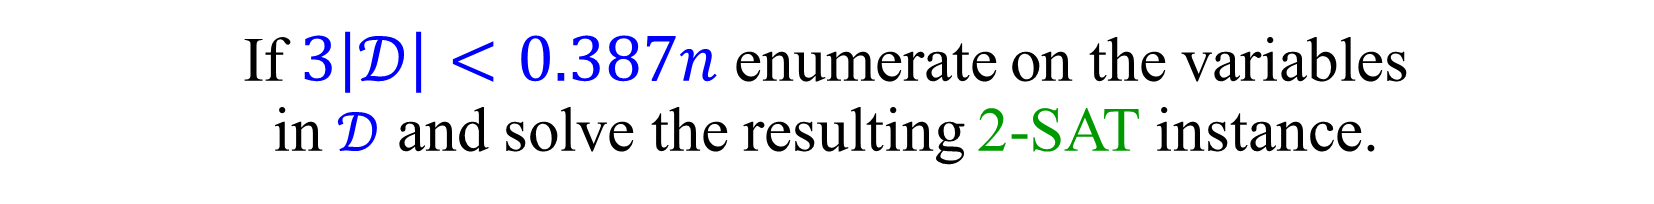 If 3|𝒟| < 0.387𝑛 enumerate on the variables
in 𝒟 and solve the resulting 2-SAT instance.